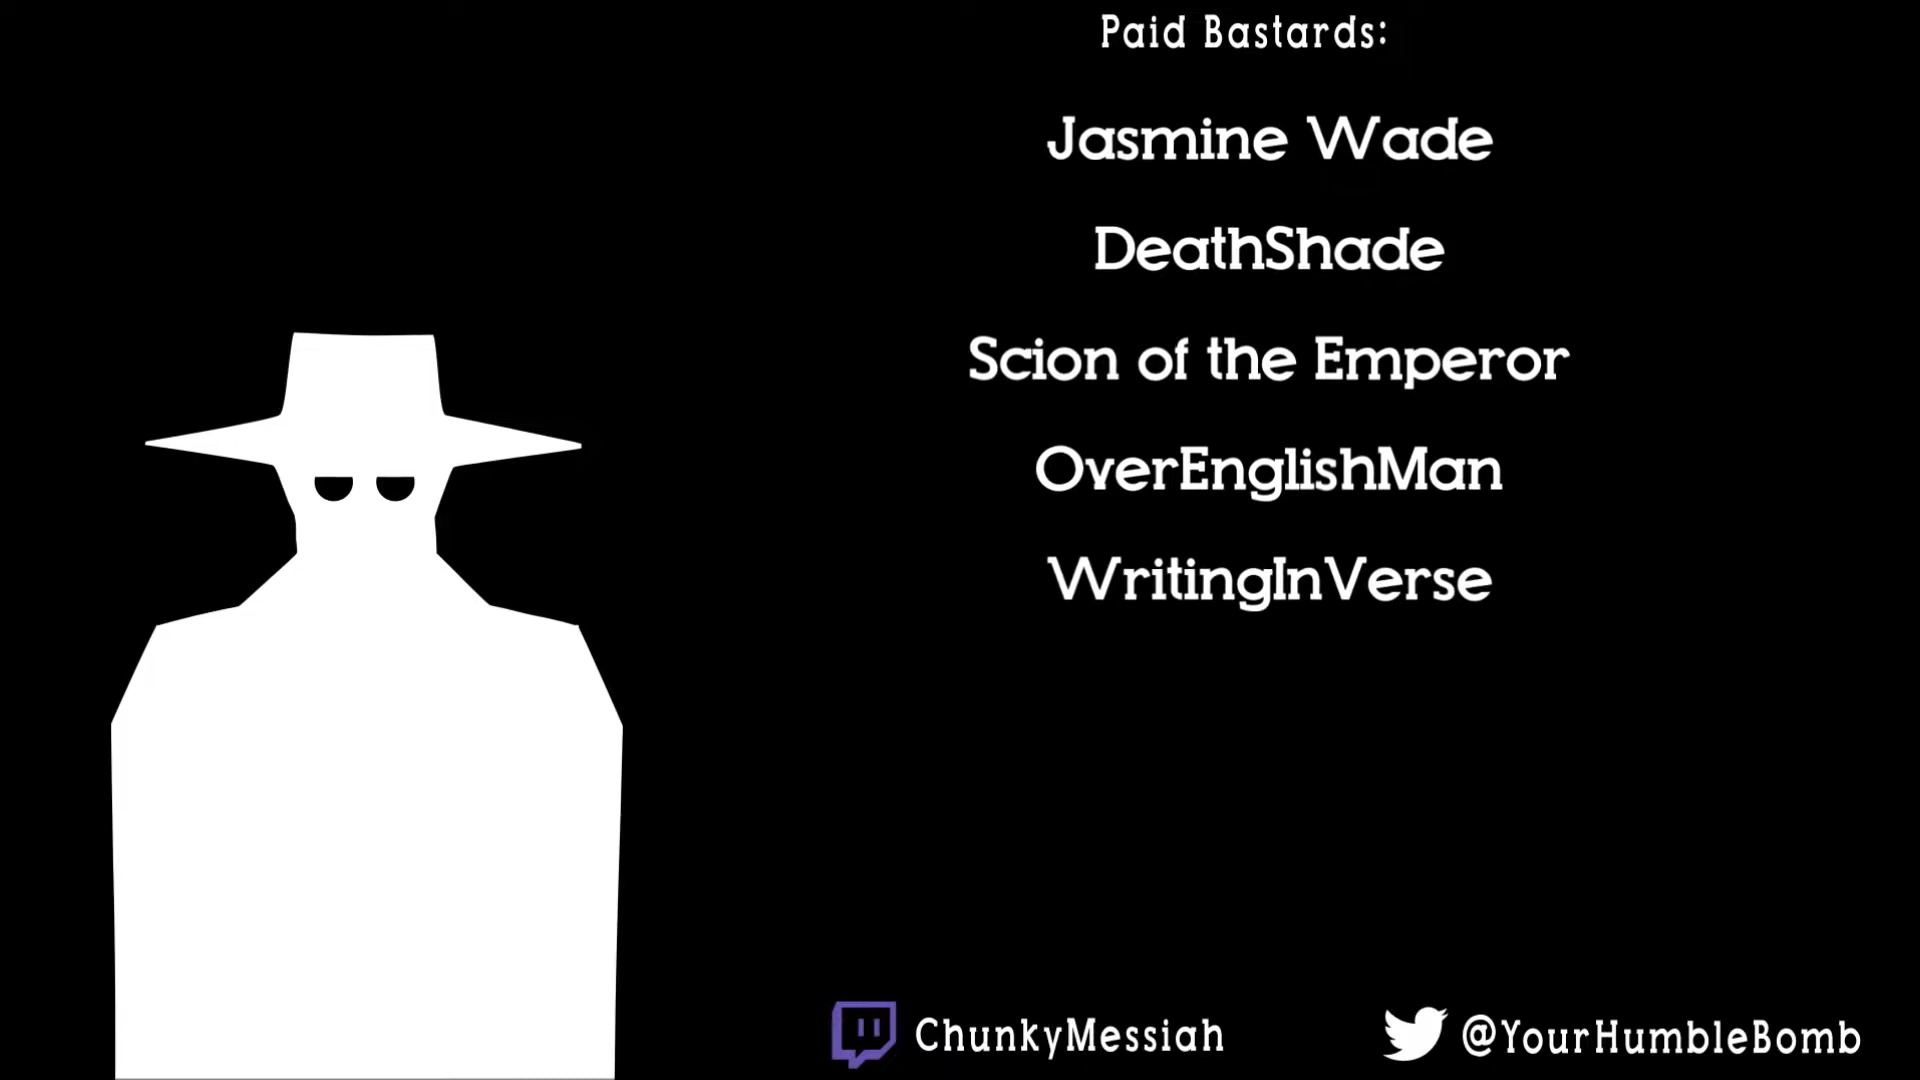 Paid Bastards:
Jasmine Wade
DeathShade
Scion of the Emperor
OverEnglishMan
WritingInVerse
ChunkyMessiah
@YourHumbleBomb